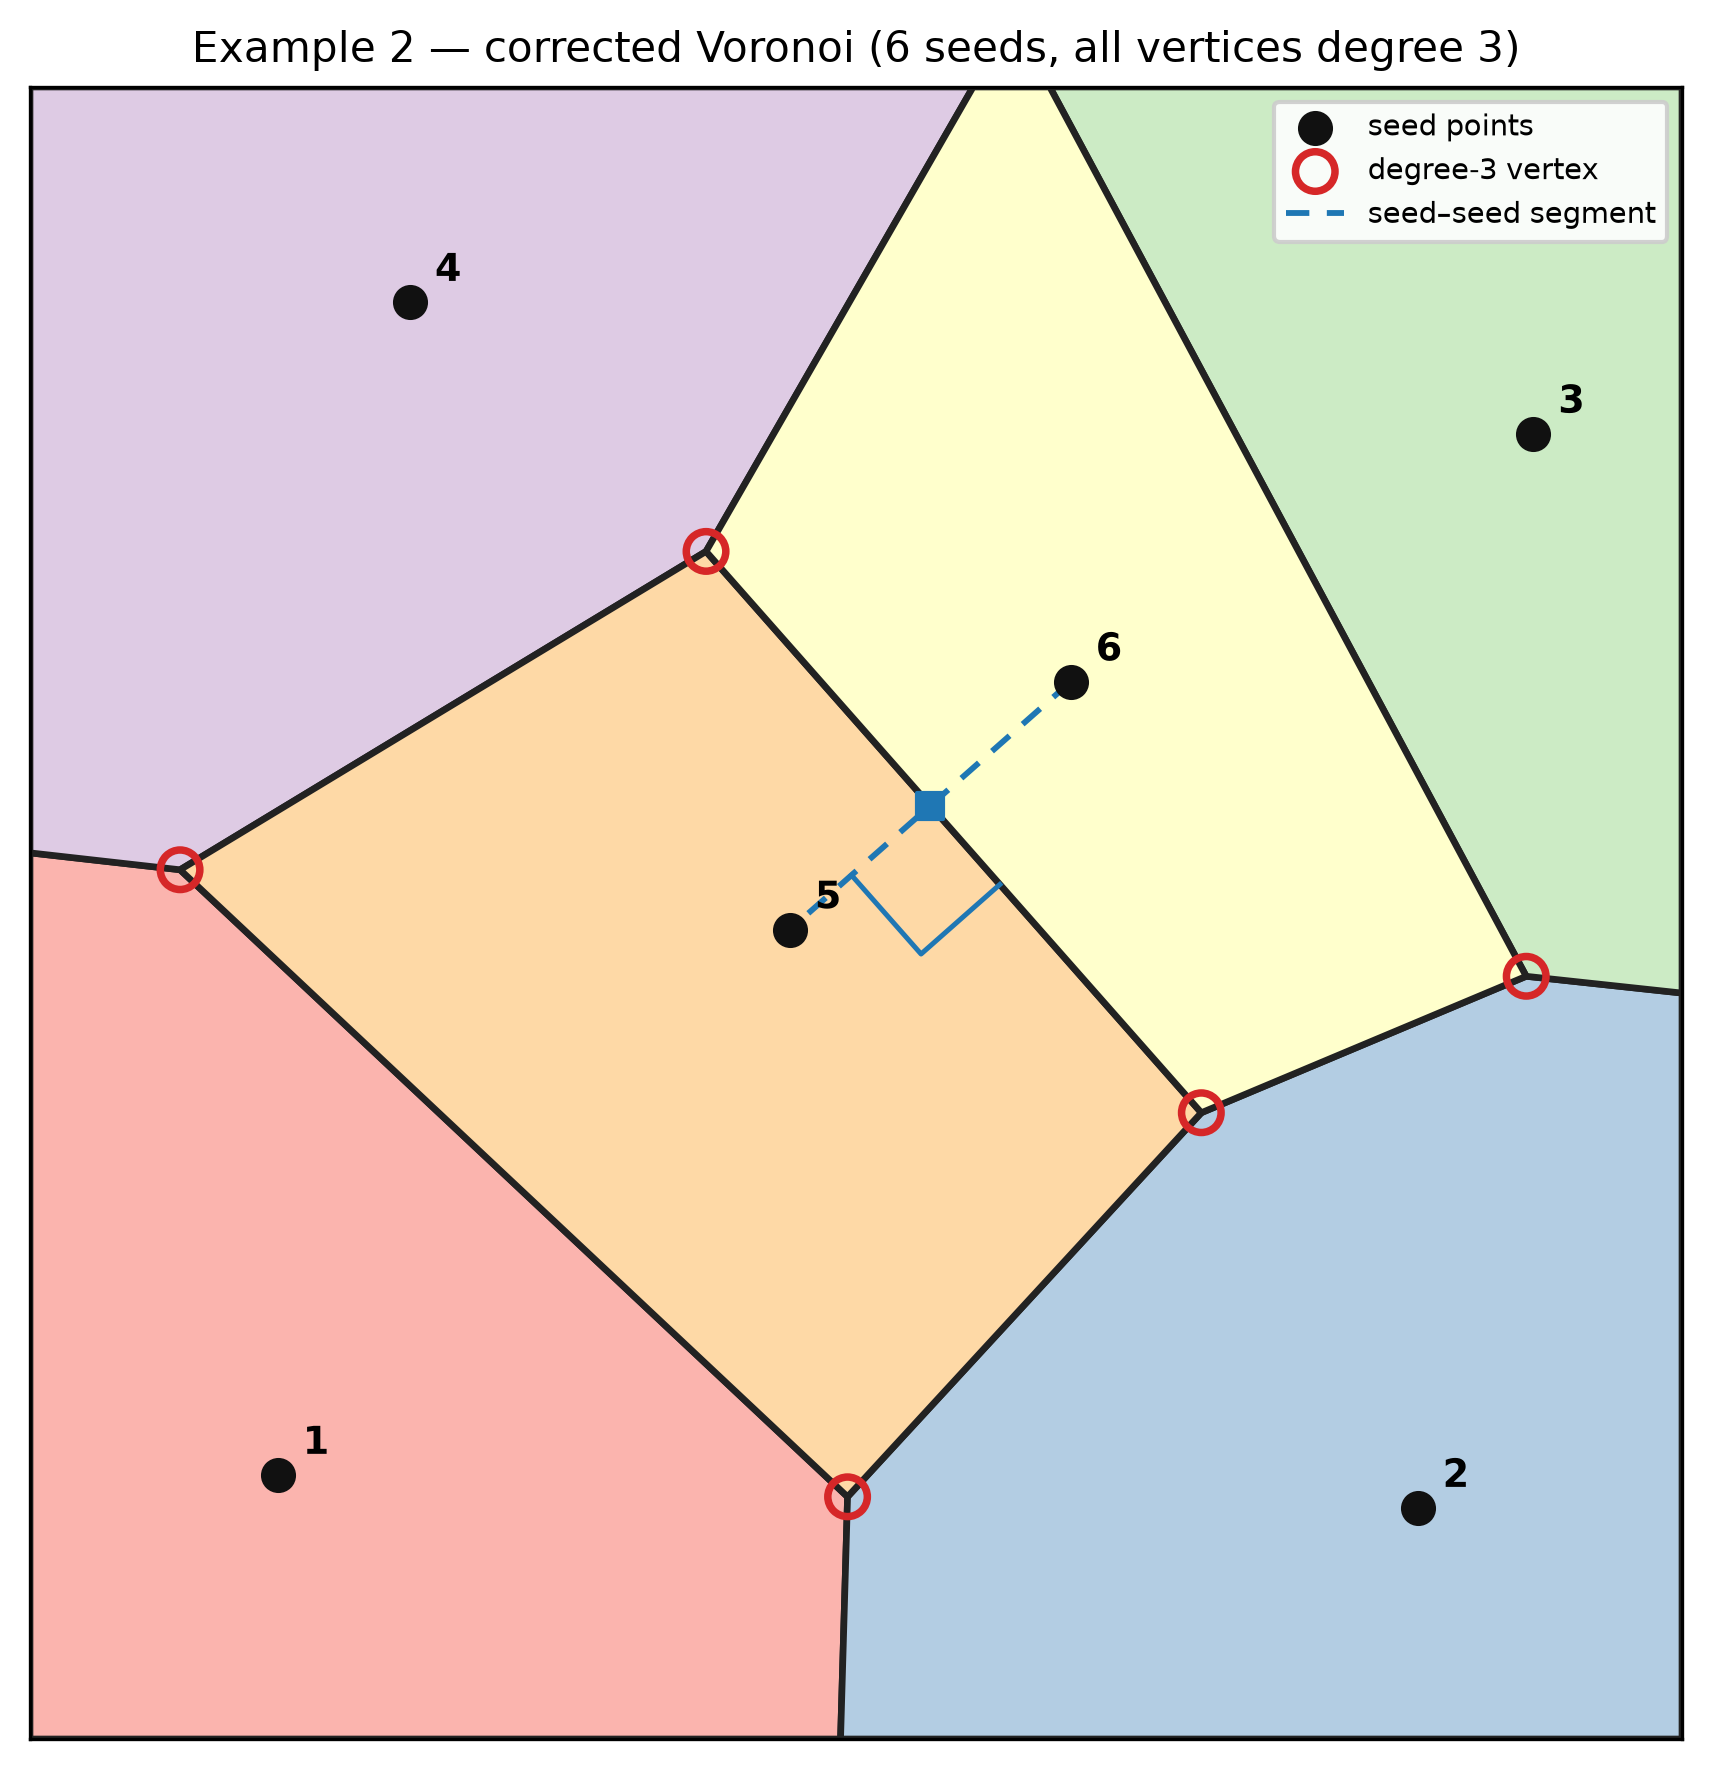 Example 2 — corrected Voronoi (6 seeds, all vertices degree 3)
seed points
degree-3 vertex
seed–seed segment
4
3
6
5
1
2